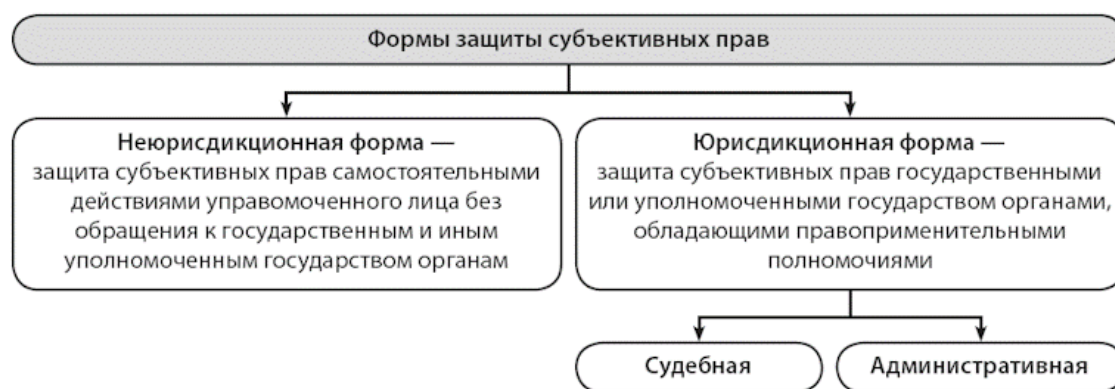 Формы защиты субъективных прав
Неюрисдикционная форма —
защита субъективных прав самостоятельными
действиями управомоченного лица без
обращения к государственным и иным
уполномоченным государством органам
Юрисдикционная форма —
защита субъективных прав государственными
или уполномоченными государством органами,
обладающими правоприменительными
полномочиями
Судебная
Административная